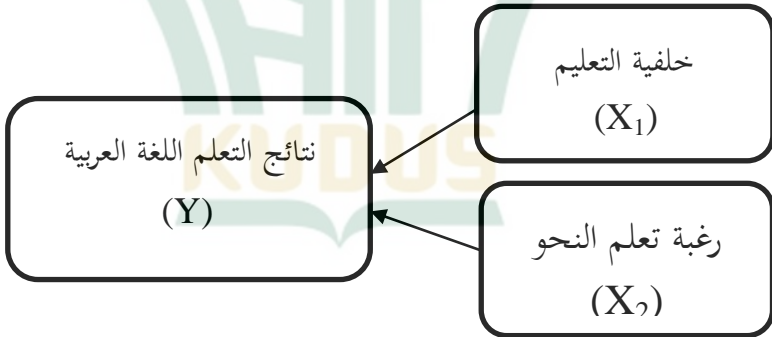 خلفية التعليم
(X₁)
نتائج التعلم اللغة العربية
(Y)
رغبة تعلم النحو
(X₂)
KUDUS